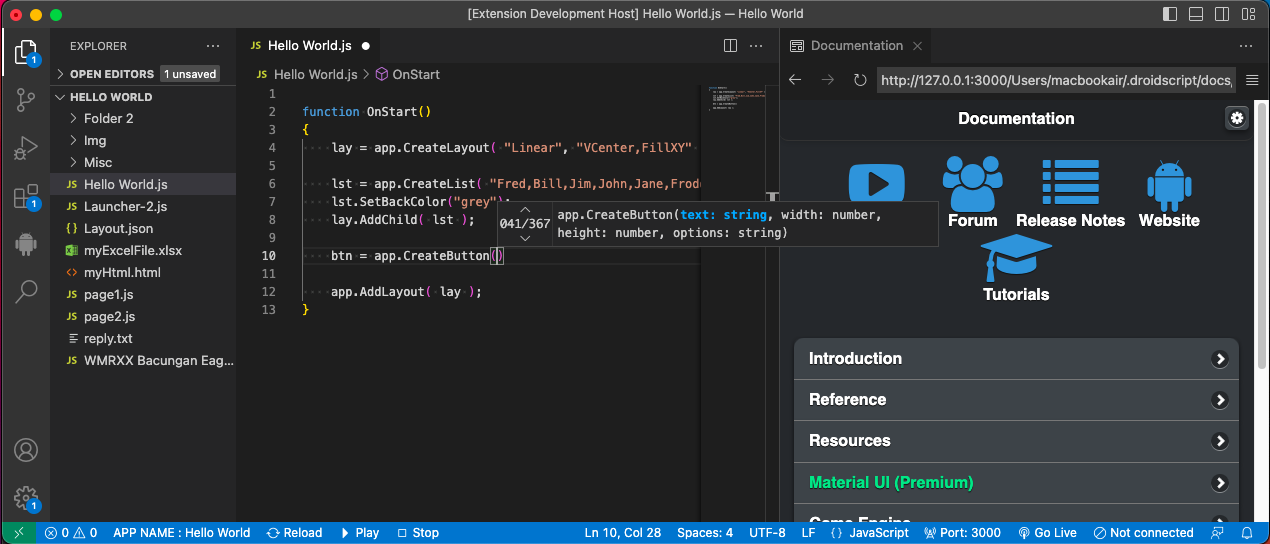 [Extension Development Host] Hello World.js — Hello World
EXPLORER
OPEN EDITORS 1 unsaved
HELLO WORLD
Folder 2
Img
Misc
JS Hello World.js
JS Launcher-2.js
{} Layout.json
myExcelFile.xlsx
<> myHtml.html
JS page1.js
JS page2.js
reply.txt
JS WMRXX Bacungan Eag...
1
1
1
JS Hello World.js
JS Hello World.js > OnStart
1
2 function OnStart()
3 {
4 lay = app.CreateLayout( "Linear", "VCenter,FillXY"
5
6 lst = app.CreateList( "Fred,Bill,Jim,John,Jane,Frod
7 lst.SetBackColor("grey");
8 lay.AddChild( lst );
9
10 btn = app.CreateButton()
11
12 app.AddLayout( lay );
13 }
041/367
app.CreateButton(text: string, width: number,
height: number, options: string)
Documentation
http://127.0.0.1:3000/Users/macbookair/.droidscript/docs,
Documentation
Forum Release Notes Website
Tutorials
Introduction
Reference
Resources
Material UI (Premium)
Game Engine
0 0 APP NAME : Hello World Reload Play Stop Ln 10, Col 28 Spaces: 4 UTF-8 LF {} JavaScript Port: 3000 Go Live Not connected